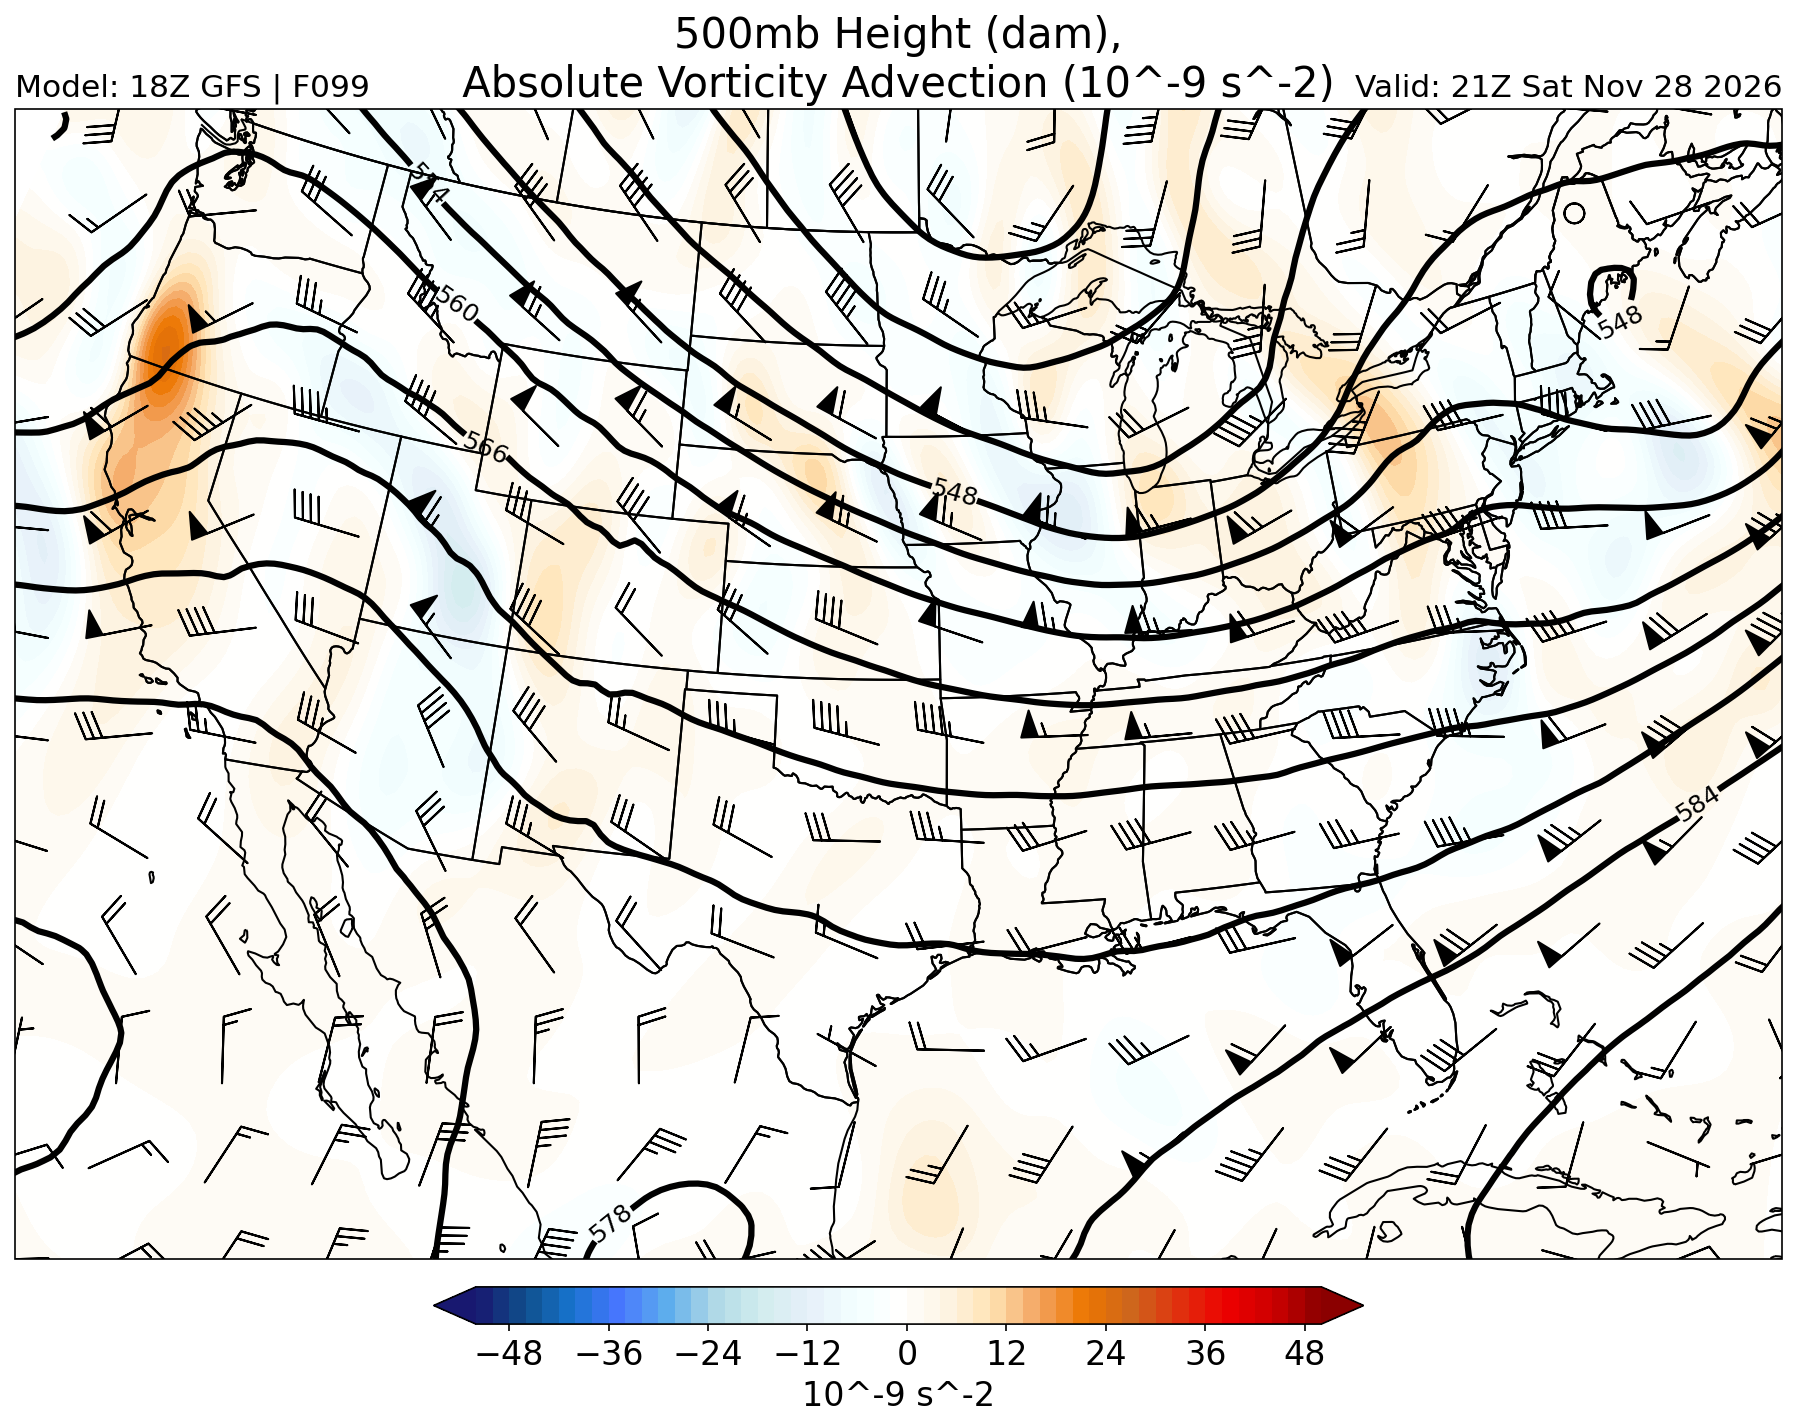 500mb Height (dam),
Model: 18Z GFS | F099
Absolute Vorticity Advection (10^-9 s^-2)
Valid: 21Z Sat Nov 28 2026
560
566
548
548
584
578
−48 −36 −24 −12 0 12 24 36 48
10^-9 s^-2